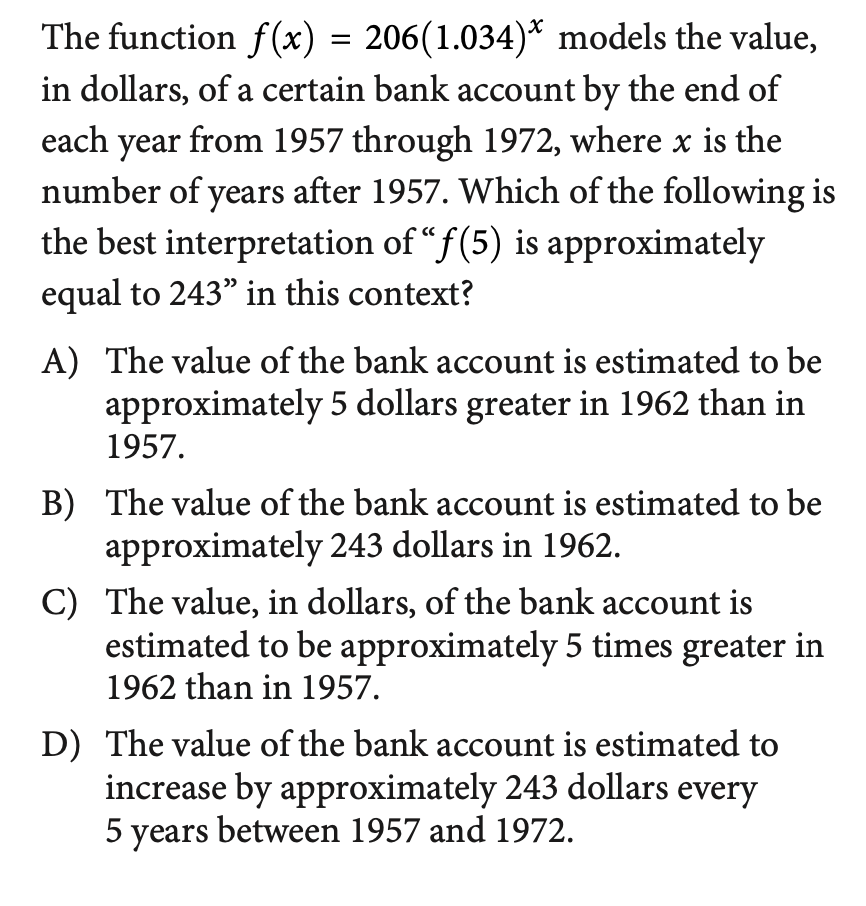 The function f(x) = 206(1.034)ˣ models the value,
in dollars, of a certain bank account by the end of
each year from 1957 through 1972, where x is the
number of years after 1957. Which of the following is
the best interpretation of “f(5) is approximately
equal to 243” in this context?
A) The value of the bank account is estimated to be
approximately 5 dollars greater in 1962 than in
1957.
B) The value of the bank account is estimated to be
approximately 243 dollars in 1962.
C) The value, in dollars, of the bank account is
estimated to be approximately 5 times greater in
1962 than in 1957.
D) The value of the bank account is estimated to
increase by approximately 243 dollars every
5 years between 1957 and 1972.